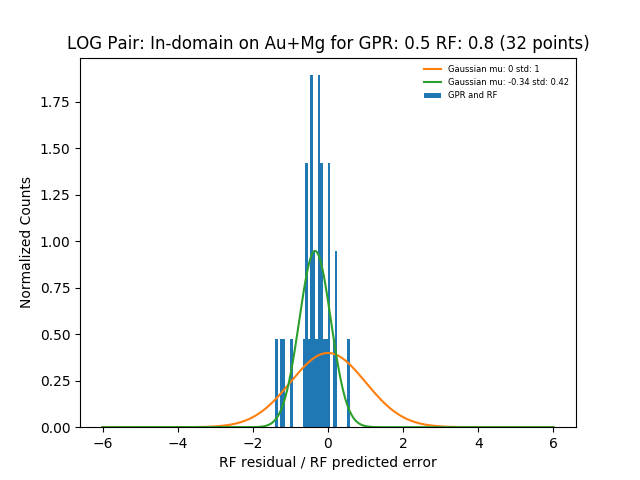 LOG Pair: In-domain on Au+Mg for GPR: 0.5 RF: 0.8 (32 points)
Gaussian mu: 0 std: 1
Gaussian mu: -0.34 std: 0.42
GPR and RF
Normalized Counts
1.75
1.50
1.25
1.00
0.75
0.50
0.25
0.00
−6 −4 −2 0 2 4 6
RF residual / RF predicted error